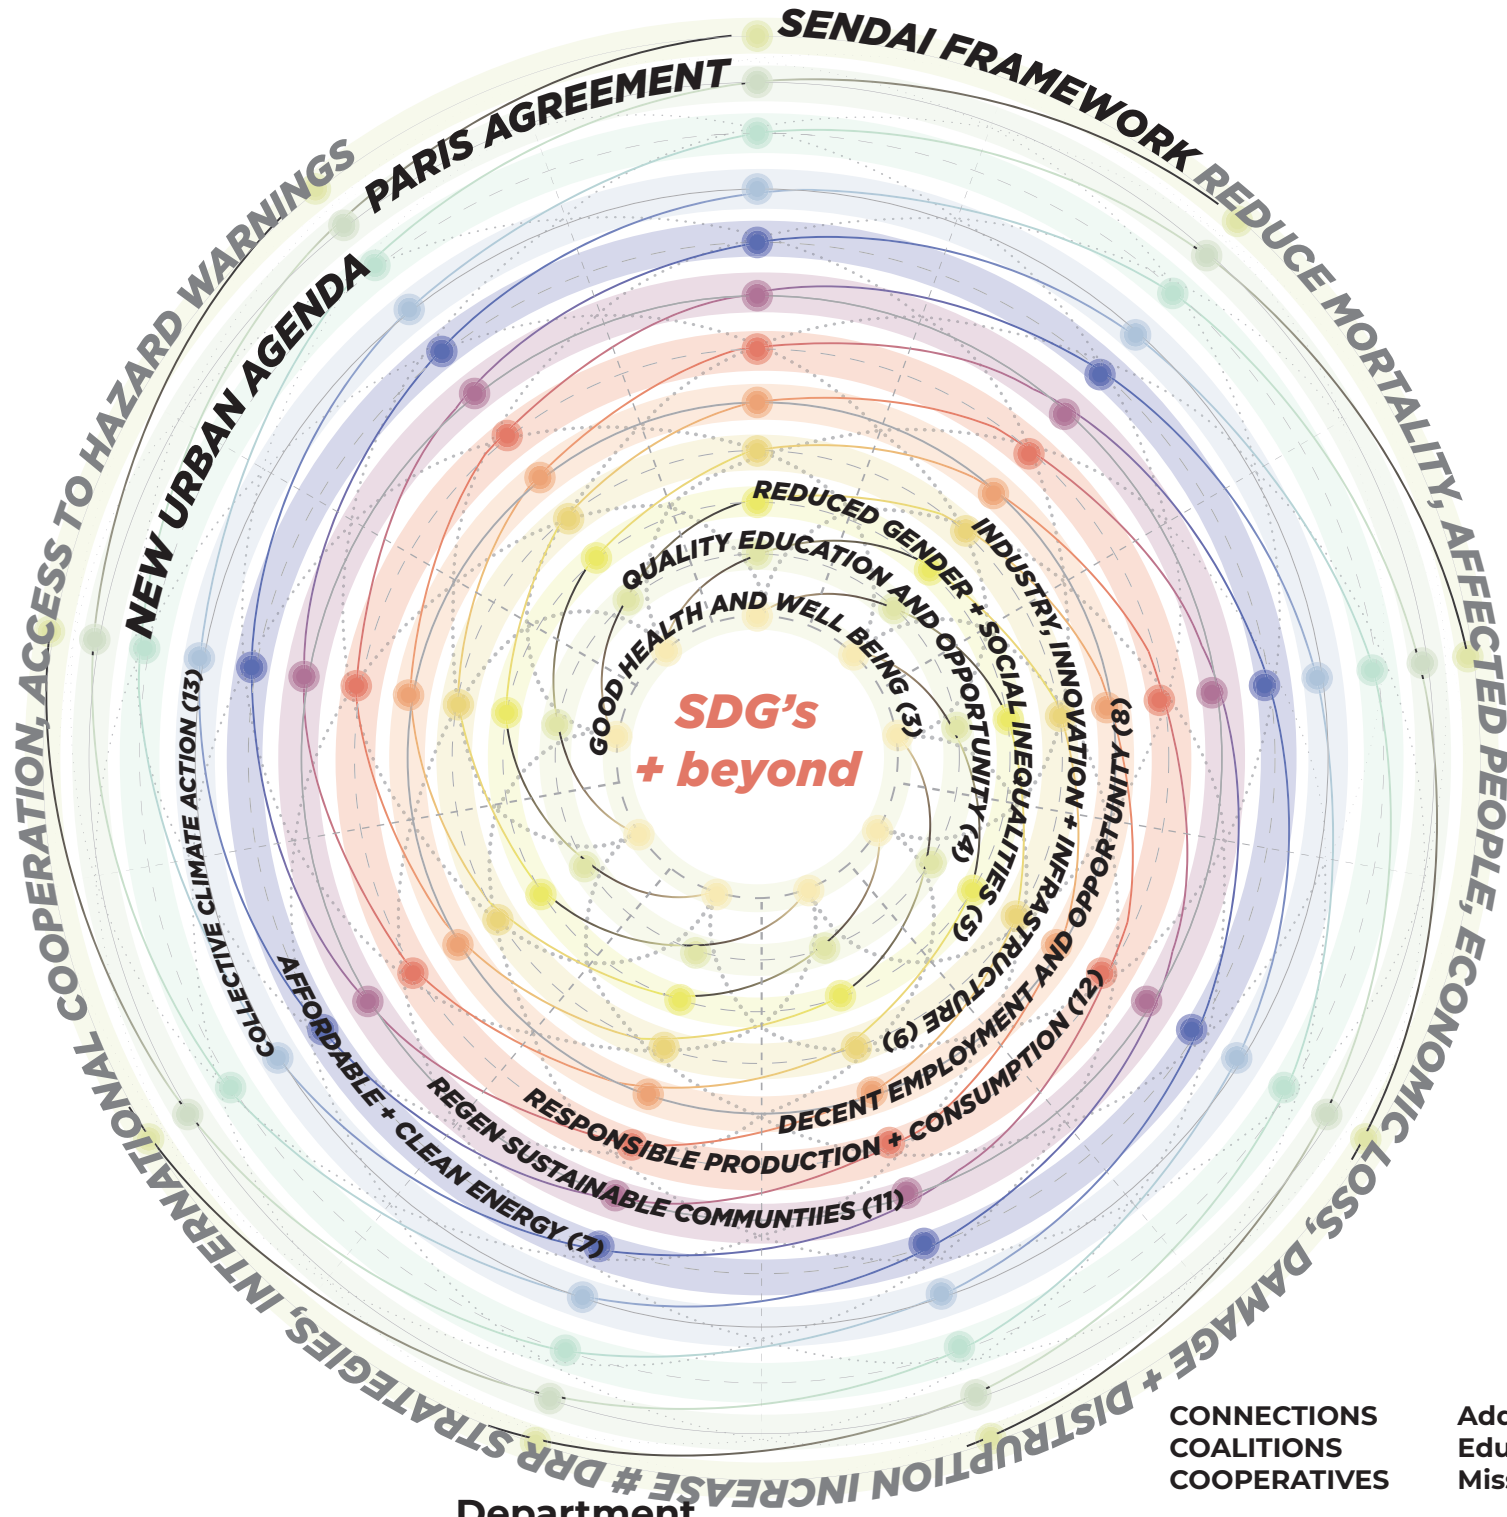 SENDAI FRAMEWORK REDUCE MORTALITY, AFFECTED PEOPLE, ECONOMIC LOSS, DAMAGE + DISTRUPTION INCREASE # DRR STRATEGIES, INTERNATIONAL COOPERATION, ACCESS TO HAZARD WARNINGS
PARIS AGREEMENT
NEW URBAN AGENDA
COLLECTIVE CLIMATE ACTION (13)
AFFORDABLE + CLEAN ENERGY (7)
REGEN SUSTAINABLE COMMUNTIIES (11)
RESPONSIBLE PRODUCTION + CONSUMPTION (12)
DECENT EMPLOYMENT AND OPPORTUNITY (8)
INDUSTRY, INNOVATION + INFRASTRUCTURE (9)
REDUCED GENDER + SOCIAL INEQUALITIES (5)
QUALITY EDUCATION AND OPPORTUNITY (4)
GOOD HEALTH AND WELL BEING (3)
SDG's
+ beyond
CONNECTIONS
COALITIONS
COOPERATIVES
Department